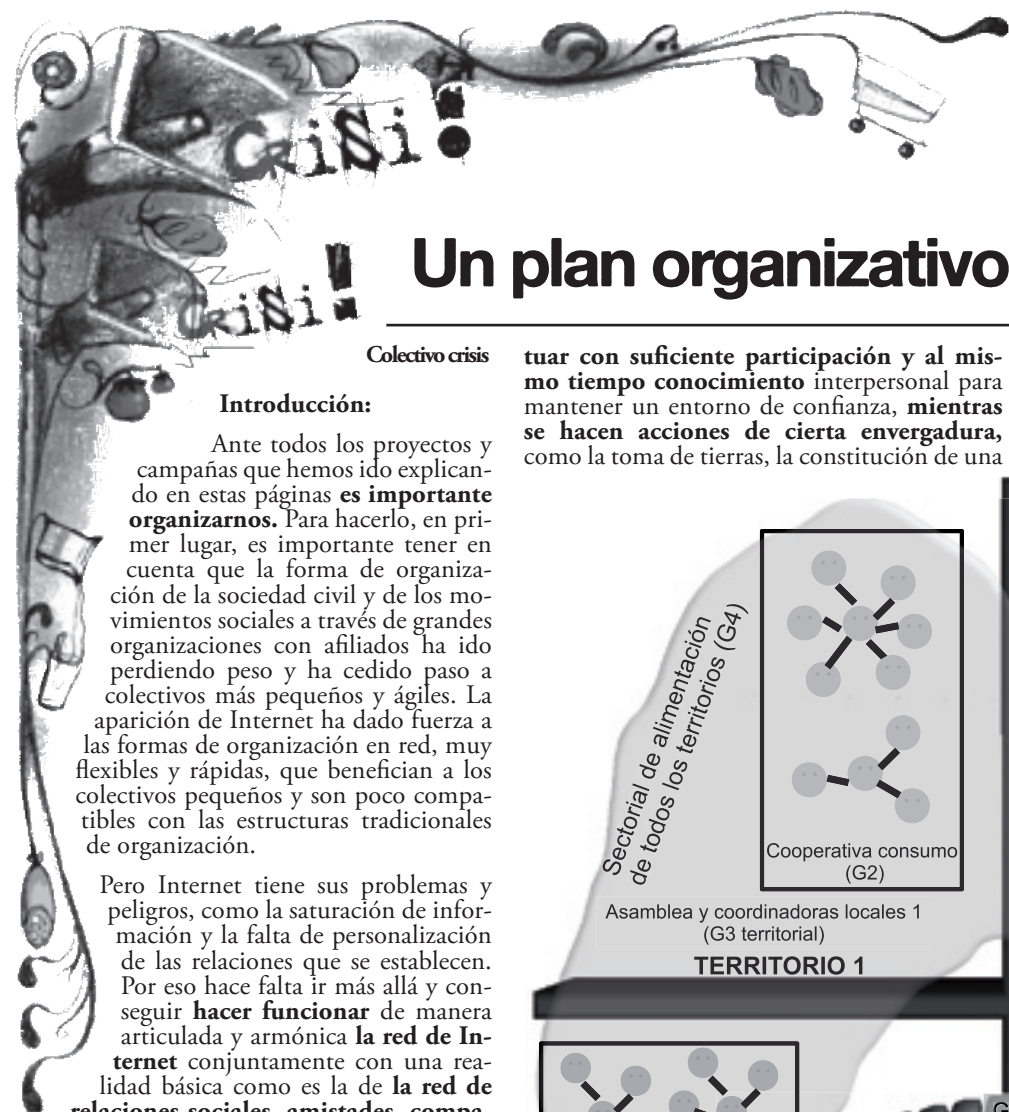 CRiSi!
CRiSi!
Un plan organizativo
Colectivo crisis
Introducción:
Ante todos los proyectos y
campañas que hemos ido explican-
do en estas páginas es importante
organizarnos. Para hacerlo, en pri-
mer lugar, es importante tener en
cuenta que la forma de organiza-
ción de la sociedad civil y de los mo-
vimientos sociales a través de grandes
organizaciones con afiliados ha ido
perdiendo peso y ha cedido paso a
colectivos más pequeños y ágiles. La
aparición de Internet ha dado fuerza a
las formas de organización en red, muy
flexibles y rápidas, que benefician a los
colectivos pequeños y son poco compa-
tibles con las estructuras tradicionales
de organización.
Pero Internet tiene sus problemas y
peligros, como la saturación de infor-
mación y la falta de personalización
de las relaciones que se establecen.
Por eso hace falta ir más allá y con-
seguir hacer funcionar de manera
articulada y armónica la red de In-
ternet conjuntamente con una rea-
lidad básica como es la de la red de
relaciones sociales, amistades, compa-
tuar con suficiente participación y al mis-
mo tiempo conocimiento interpersonal para
mantener un entorno de confianza, mientras
se hacen acciones de cierta envergadura,
como la toma de tierras, la constitución de una
Sectorial de alimentación
de todos los territorios (G4)
Cooperativa consumo
(G2)
Asamblea y coordinadoras locales 1
(G3 territorial)
TERRITORIO 1